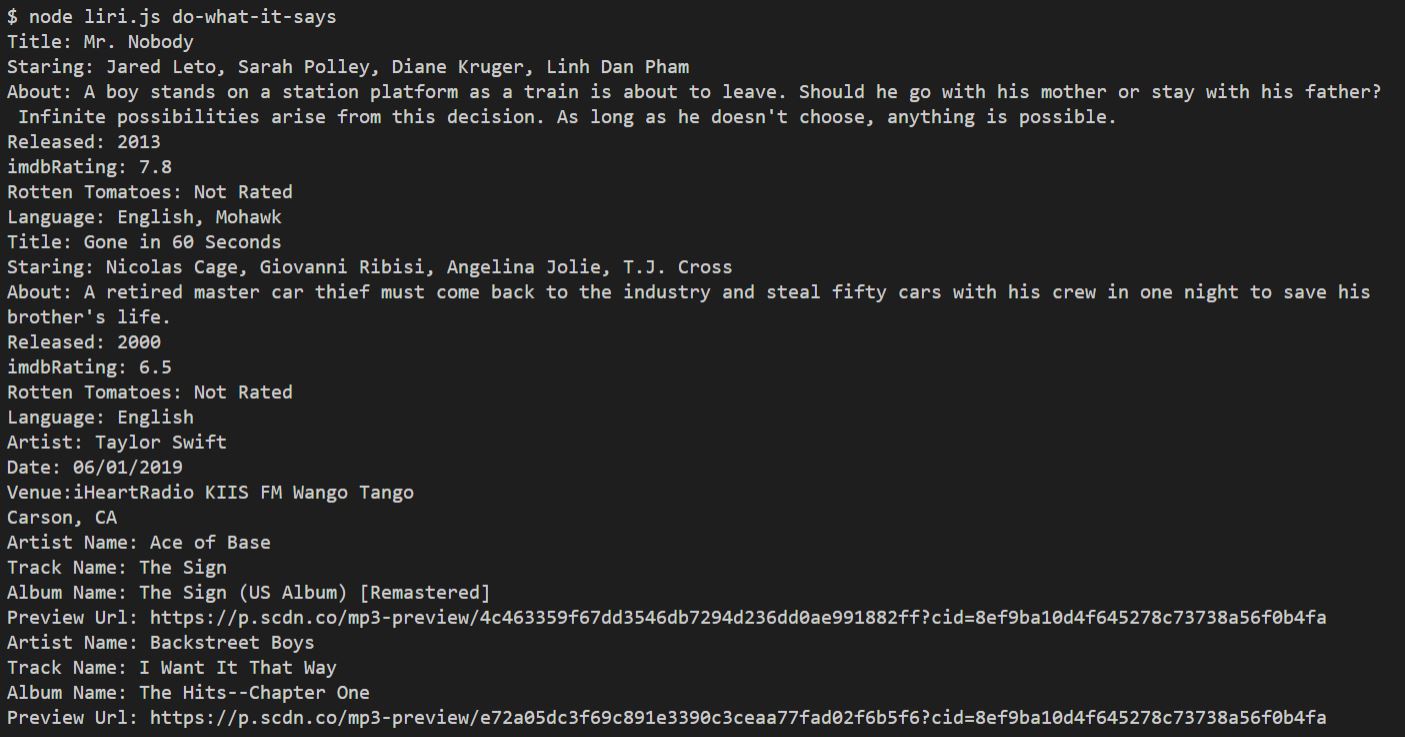 $ node liri.js do-what-it-says
Title: Mr. Nobody
Staring: Jared Leto, Sarah Polley, Diane Kruger, Linh Dan Pham
About: A boy stands on a station platform as a train is about to leave. Should he go with his mother or stay with his father?
Infinite possibilities arise from this decision. As long as he doesn't choose, anything is possible.
Released: 2013
imdbRating: 7.8
Rotten Tomatoes: Not Rated
Language: English, Mohawk
Title: Gone in 60 Seconds
Staring: Nicolas Cage, Giovanni Ribisi, Angelina Jolie, T.J. Cross
About: A retired master car thief must come back to the industry and steal fifty cars with his crew in one night to save his
brother's life.
Released: 2000
imdbRating: 6.5
Rotten Tomatoes: Not Rated
Language: English
Artist: Taylor Swift
Date: 06/01/2019
Venue:iHeartRadio KIIS FM Wango Tango
Carson, CA
Artist Name: Ace of Base
Track Name: The Sign
Album Name: The Sign (US Album) [Remastered]
Preview Url: https://p.scdn.co/mp3-preview/4c463359f67dd3546db7294d236dd0ae991882ff?cid=8ef9ba10d4f645278c73738a56f0b4fa
Artist Name: Backstreet Boys
Track Name: I Want It That Way
Album Name: The Hits--Chapter One
Preview Url: https://p.scdn.co/mp3-preview/e72a05dc3f69c891e3390c3ceaa77fad02f6b5f6?cid=8ef9ba10d4f645278c73738a56f0b4fa